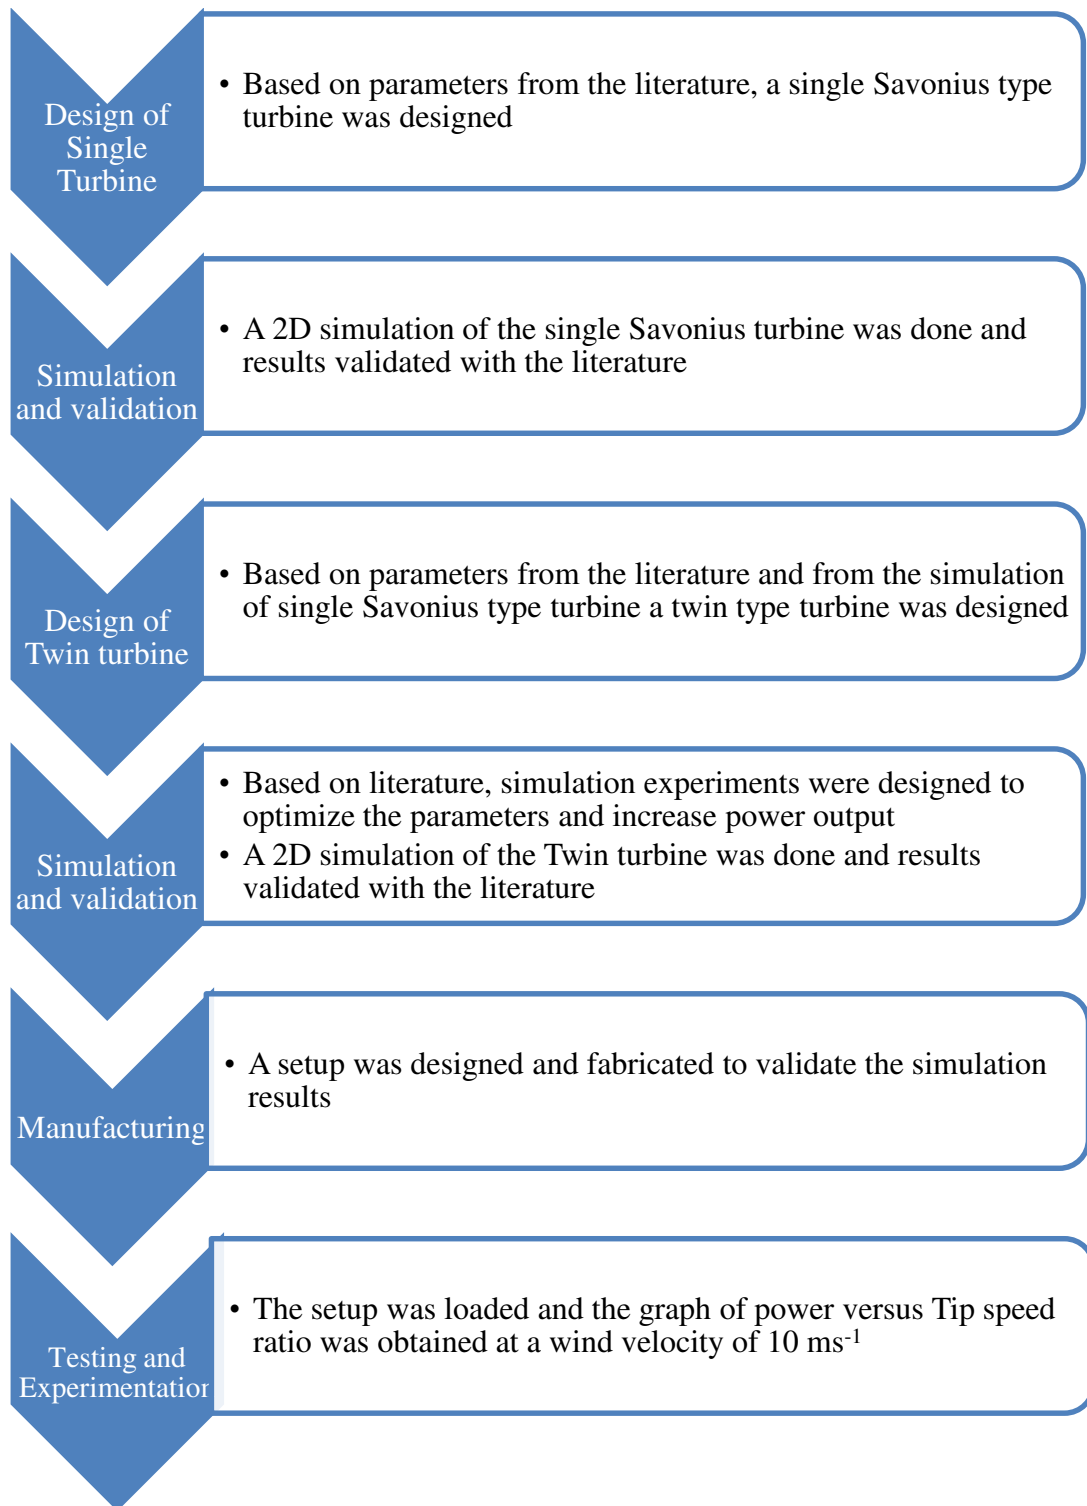 Design of
Single
Turbine
• Based on parameters from the literature, a single Savonius type
turbine was designed
Simulation
and validation
• A 2D simulation of the single Savonius turbine was done and
results validated with the literature
Design of
Twin turbine
• Based on parameters from the literature and from the simulation
of single Savonius type turbine a twin type turbine was designed
Simulation
and validation
• Based on literature, simulation experiments were designed to
optimize the parameters and increase power output
• A 2D simulation of the Twin turbine was done and results
validated with the literature
Manufacturing
• A setup was designed and fabricated to validate the simulation
results
Testing and
Experimentation
• The setup was loaded and the graph of power versus Tip speed
ratio was obtained at a wind velocity of 10 ms⁻¹